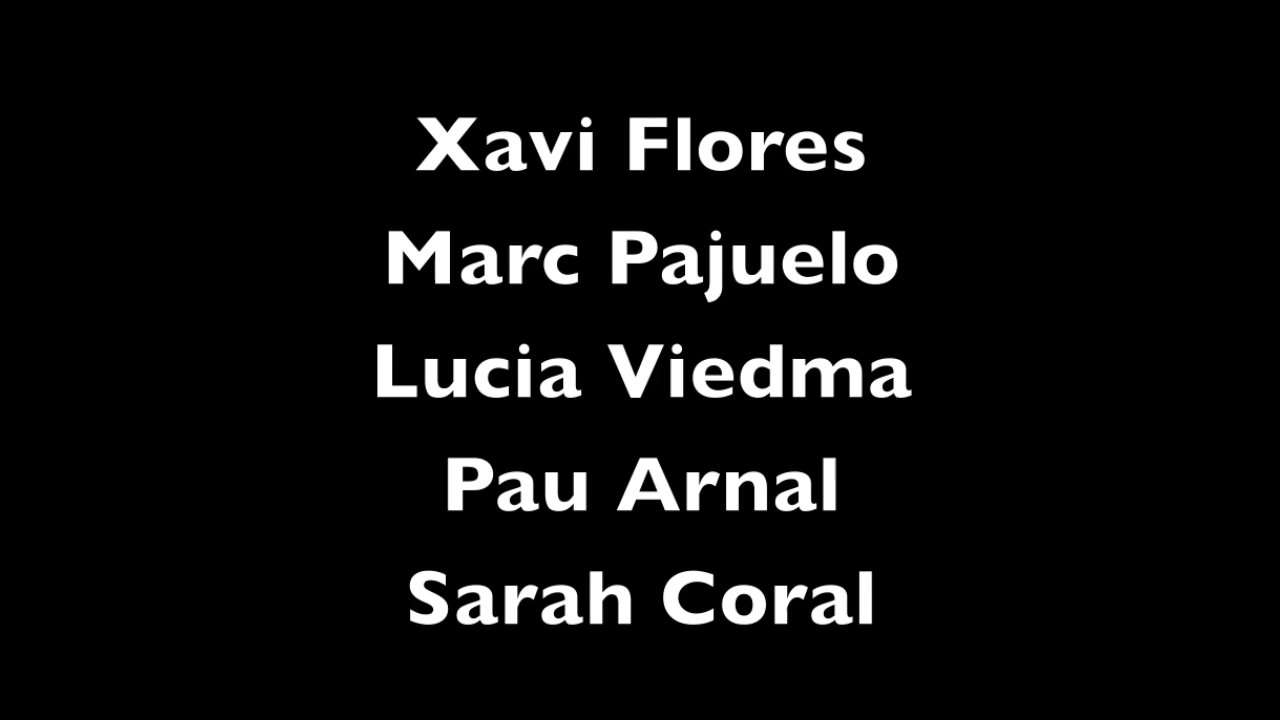 Xavi Flores
Marc Pajuelo
Lucia Viedma
Pau Arnal
Sarah Coral